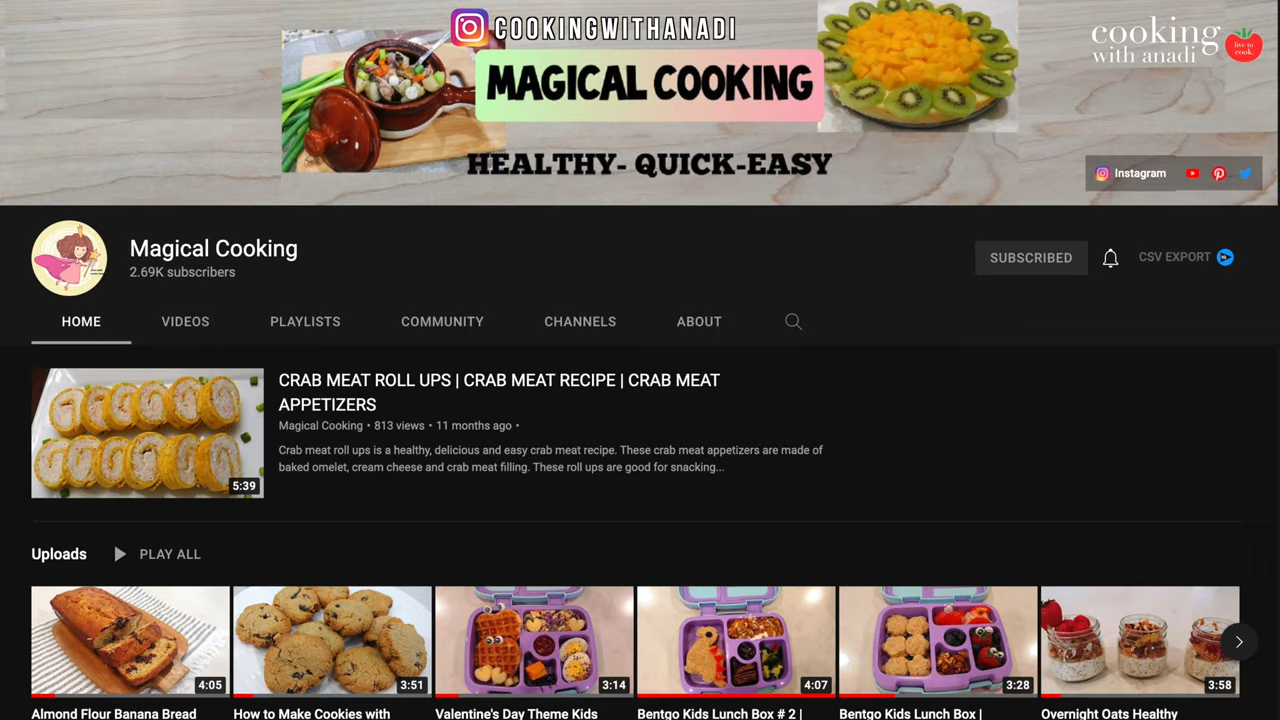 COOKINGWITHANADI
MAGICAL COOKING
HEALTHY- QUICK-EASY
cooking
with anadi
live to
cook.
Instagram
Magical Cooking
2.69K subscribers
SUBSCRIBED
CSV EXPORT
HOME
VIDEOS
PLAYLISTS
COMMUNITY
CHANNELS
ABOUT
CRAB MEAT ROLL UPS | CRAB MEAT RECIPE | CRAB MEAT
APPETIZERS
Magical Cooking • 813 views • 11 months ago •
Crab meat roll ups is a healthy, delicious and easy crab meat recipe. These crab meat appetizers are made of
baked omelet, cream cheese and crab meat filling. These roll ups are good for snacking...
5:39
Uploads
PLAY ALL
4:05
3:51
3:14
4:07
3:28
3:58
Almond Flour Banana Bread
How to Make Cookies with
Valentine's Day Theme Kids
Bentgo Kids Lunch Box # 2 |
Bentgo Kids Lunch Box |
Overnight Oats Healthy